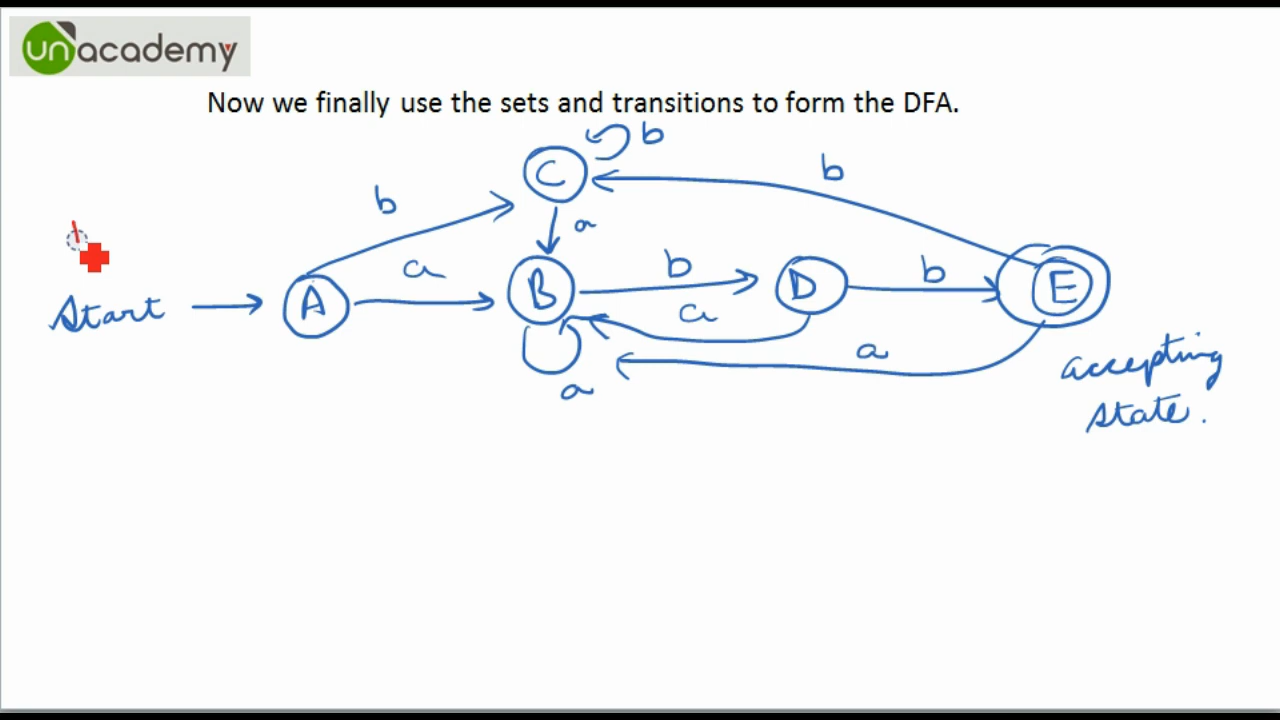 unacademy
Now we finally use the sets and transitions to form the DFA.
b
C
b
b
a
a
Start
A
B
b
D
b
E
a
a
a
accepting
state.